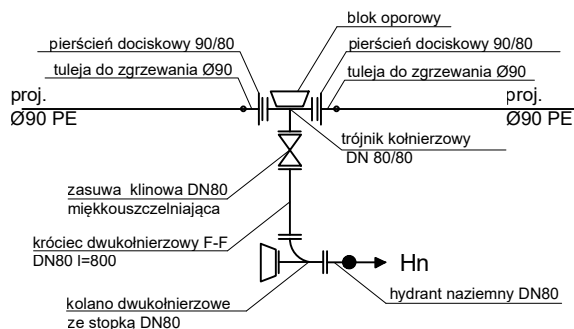 blok oporowy
pierścień dociskowy 90/80
pierścień dociskowy 90/80
tuleja do zgrzewania Ø90
tuleja do zgrzewania Ø90
proj.
Ø90 PE
proj.
Ø90 PE
trójnik kołnierzowy
DN 80/80
zasuwa klinowa DN80
miękkouszczelniająca
króciec dwukołnierzowy F-F
DN80 l=800
Hn
hydrant naziemny DN80
kolano dwukołnierzowe
ze stopką DN80